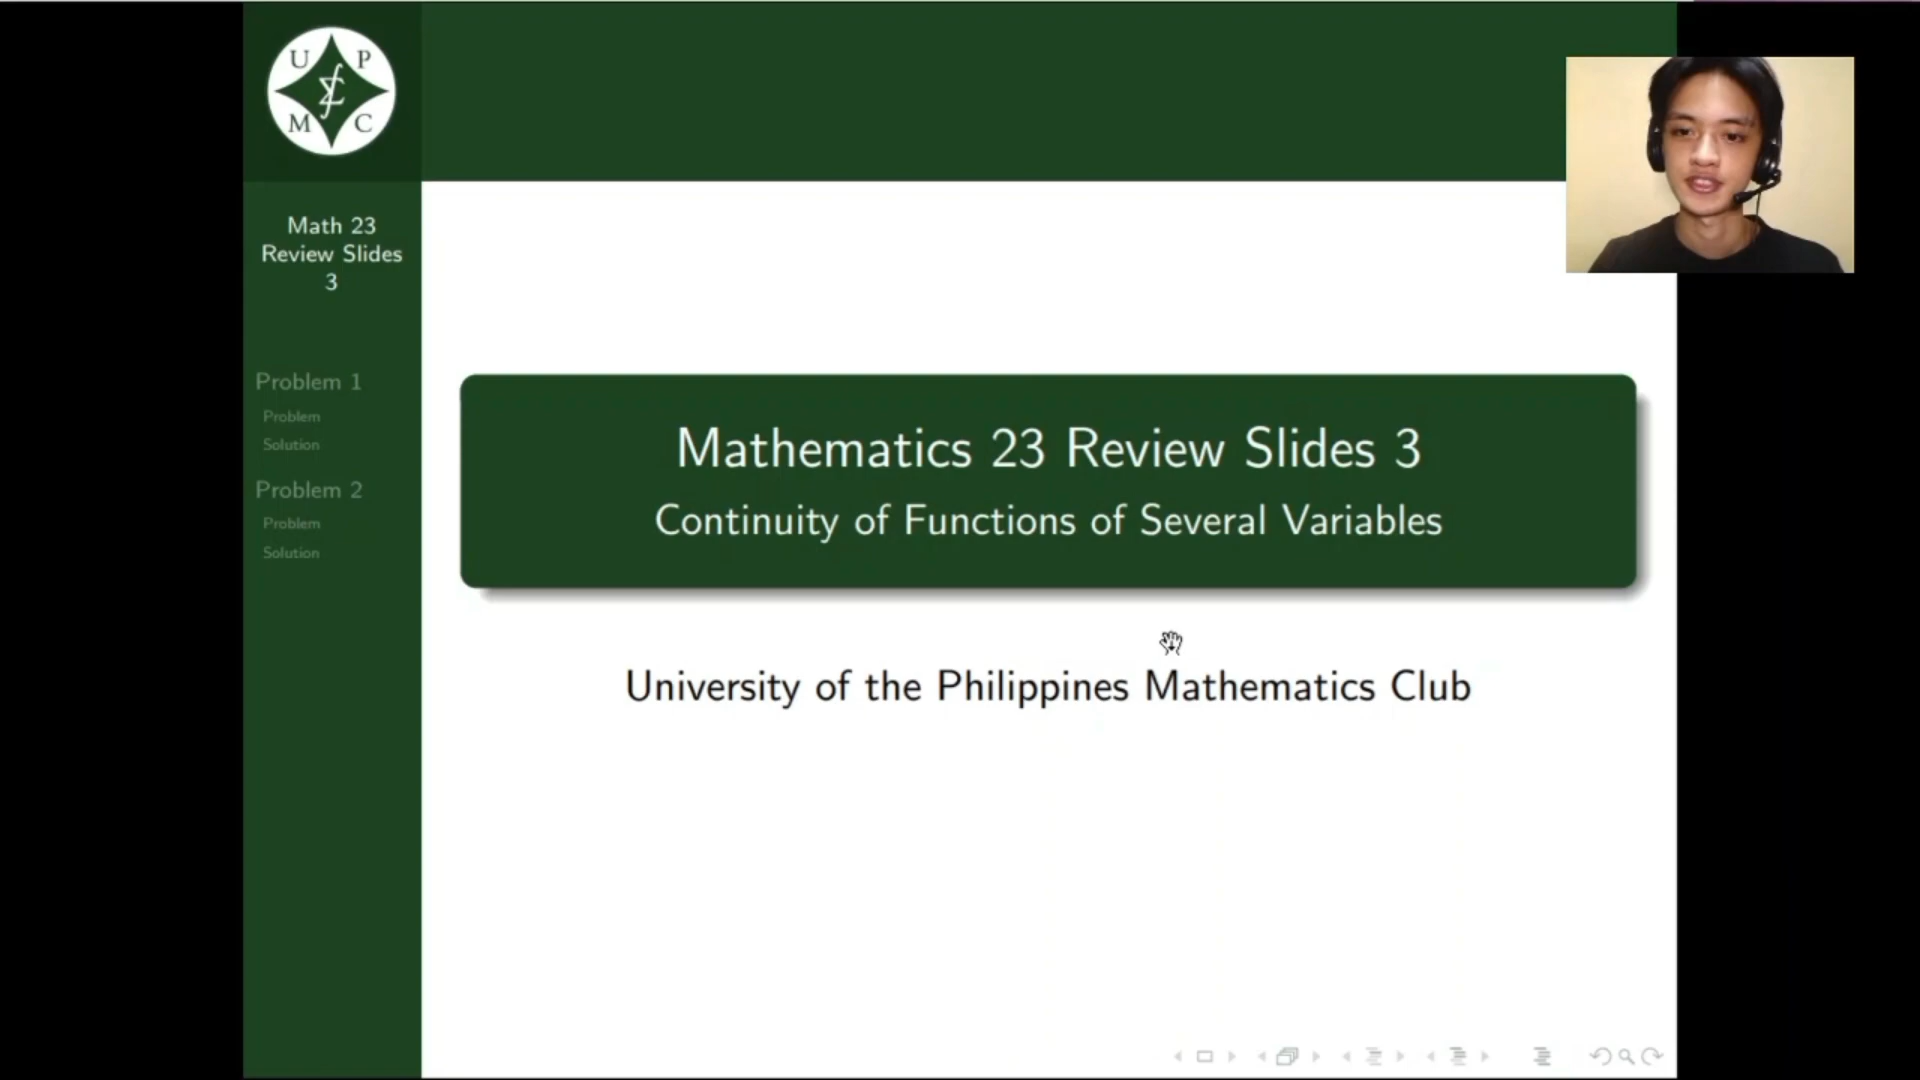 U P
M C
Math 23
Review Slides
3
Problem 1
Problem
Solution
Problem 2
Problem
Solution
Mathematics 23 Review Slides 3
Continuity of Functions of Several Variables
University of the Philippines Mathematics Club